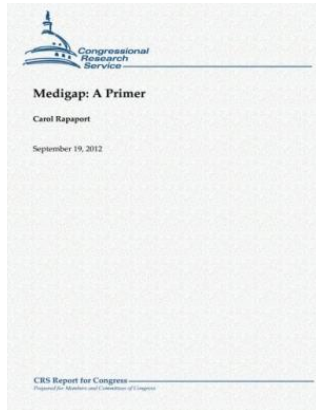 Congressional
Research
Service
Medigap: A Primer
Carol Rapaport
September 19, 2012
CRS Report for Congress
Prepared for Members and Committees of Congress